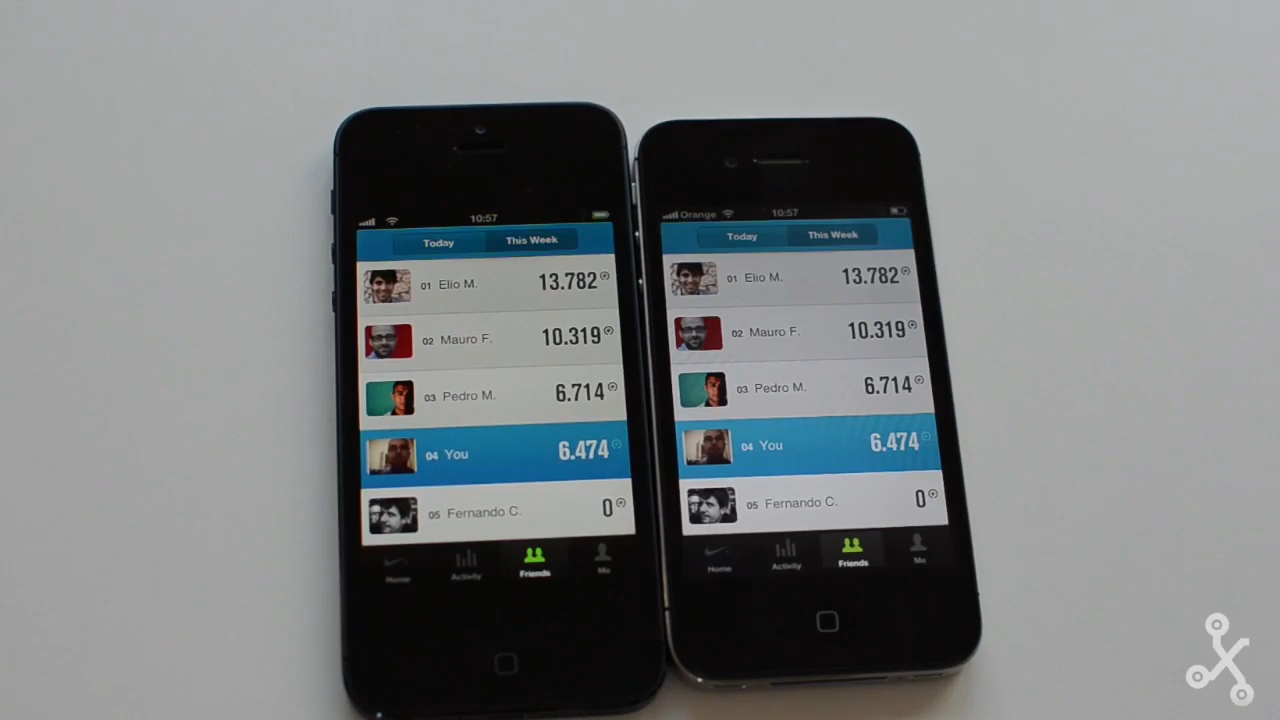 10:57
Today This Week
01 Elio M. 13.782
02 Mauro F. 10.319
03 Pedro M. 6.714
04 You 6.474
05 Fernando C. 0
Home Activity Friends Me
Orange 10:57
Today This Week
01 Elio M. 13.782
02 Mauro F. 10.319
03 Pedro M. 6.714
04 You 6.474
05 Fernando C. 0
Home Activity Friends Me